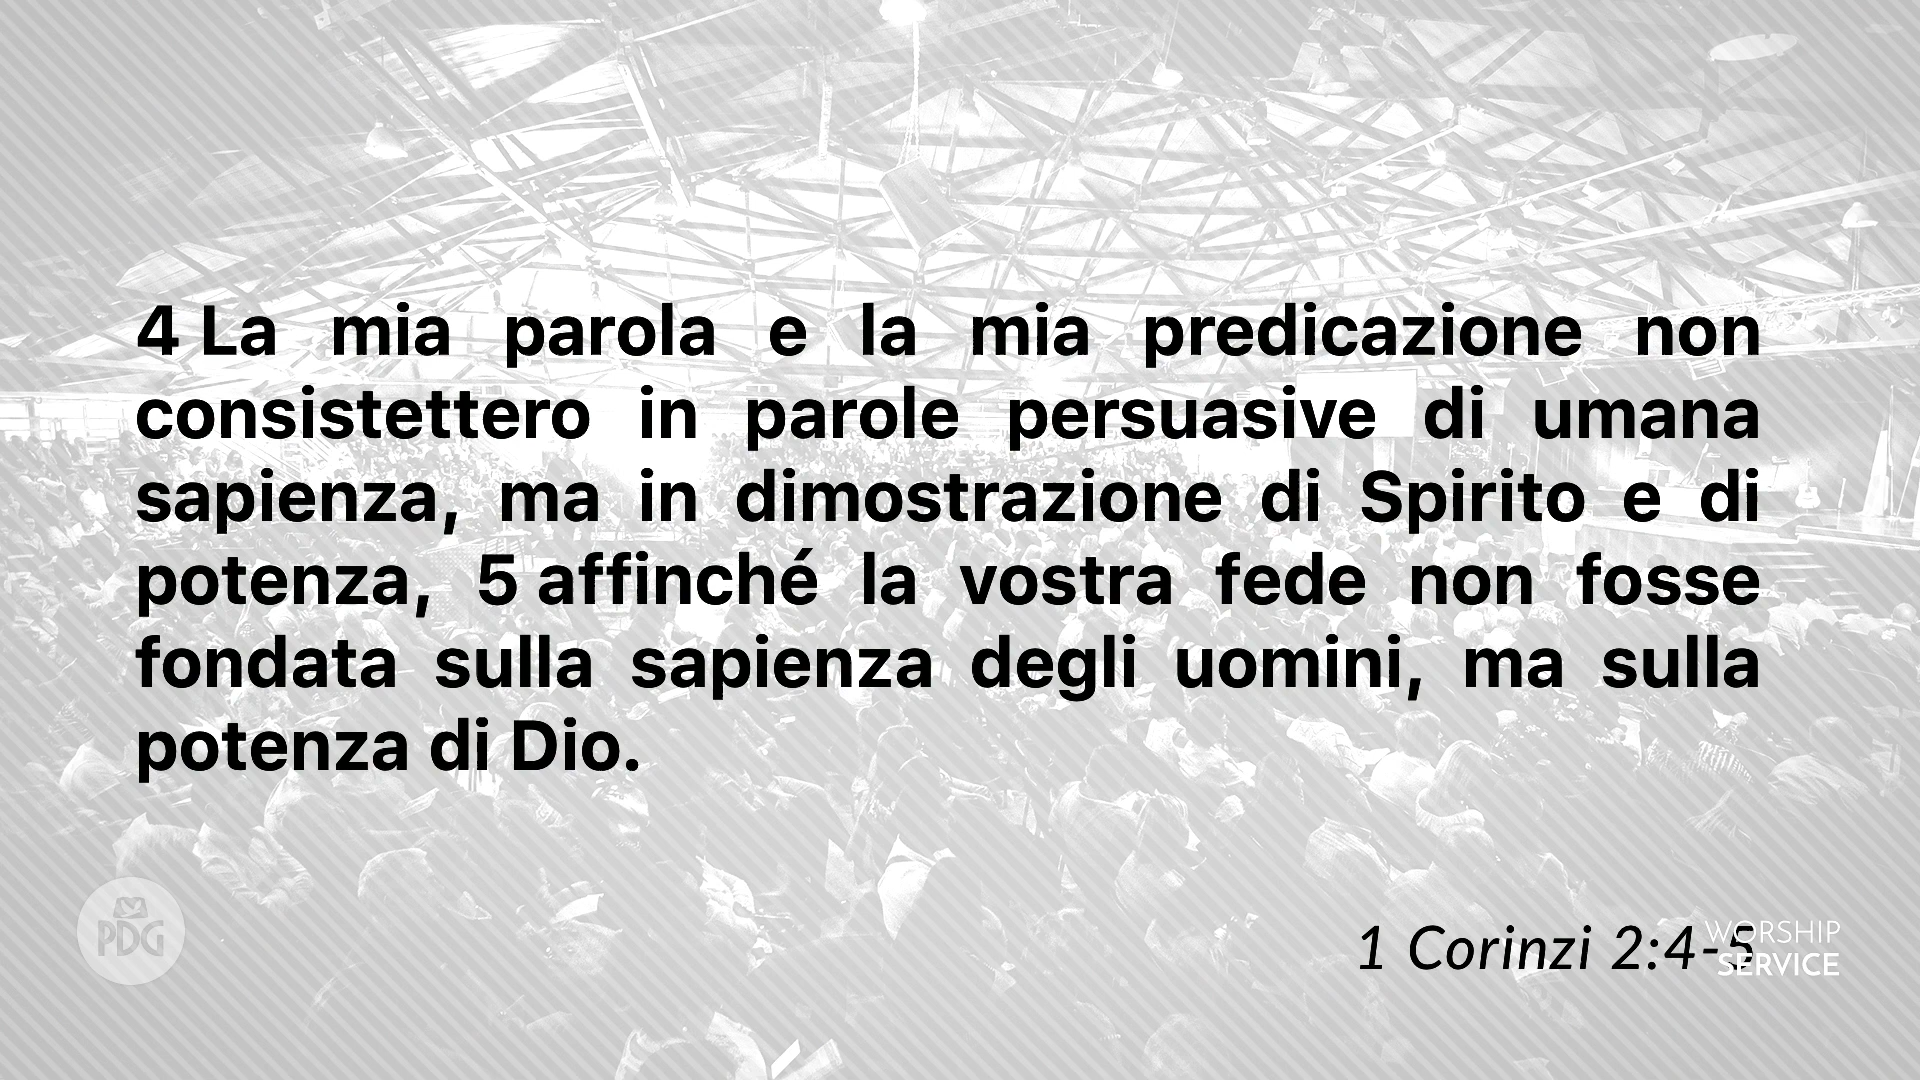 4 La mia parola e la mia predicazione non
consistettero in parole persuasive di umana
sapienza, ma in dimostrazione di Spirito e di
potenza, 5 affinché la vostra fede non fosse
fondata sulla sapienza degli uomini, ma sulla
potenza di Dio.
PDG
1 Corinzi 2:4-5
WORSHIP
SERVICE